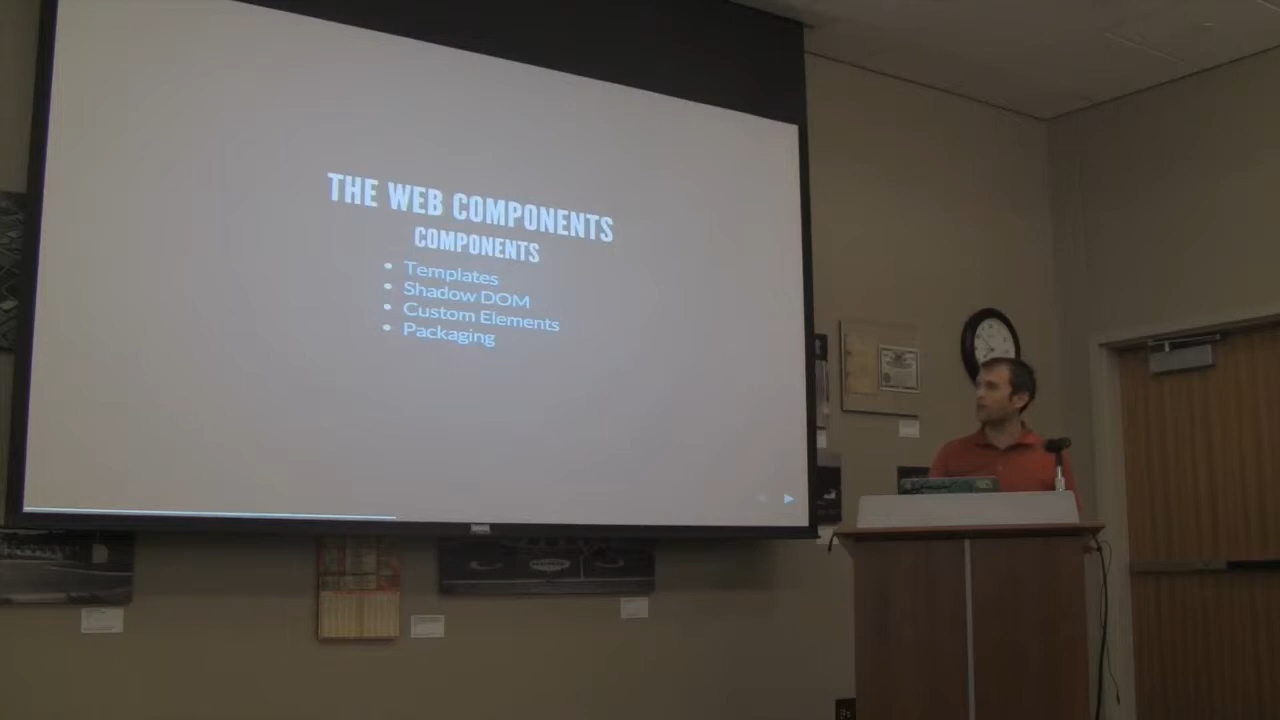 THE WEB COMPONENTS
COMPONENTS
• Templates
• Shadow DOM
• Custom Elements
• Packaging